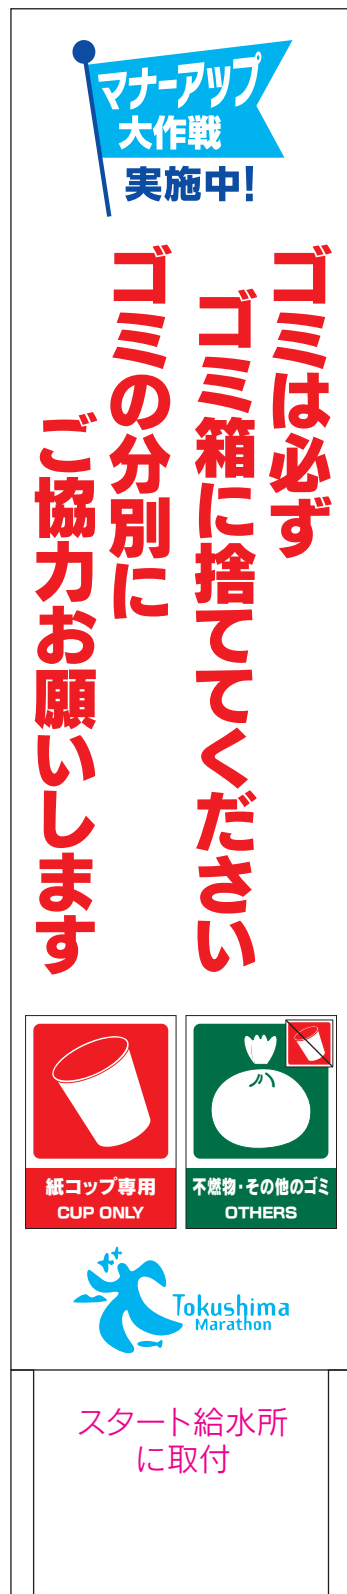 マナーアップ
大作戦
実施中!
ゴミは必ず
ゴミ箱に捨ててください
ゴミの分別に
ご協力お願いします
紙コップ専用
CUP ONLY
不燃物・その他のゴミ
OTHERS
Tokushima
Marathon
スタート給水所
に取付